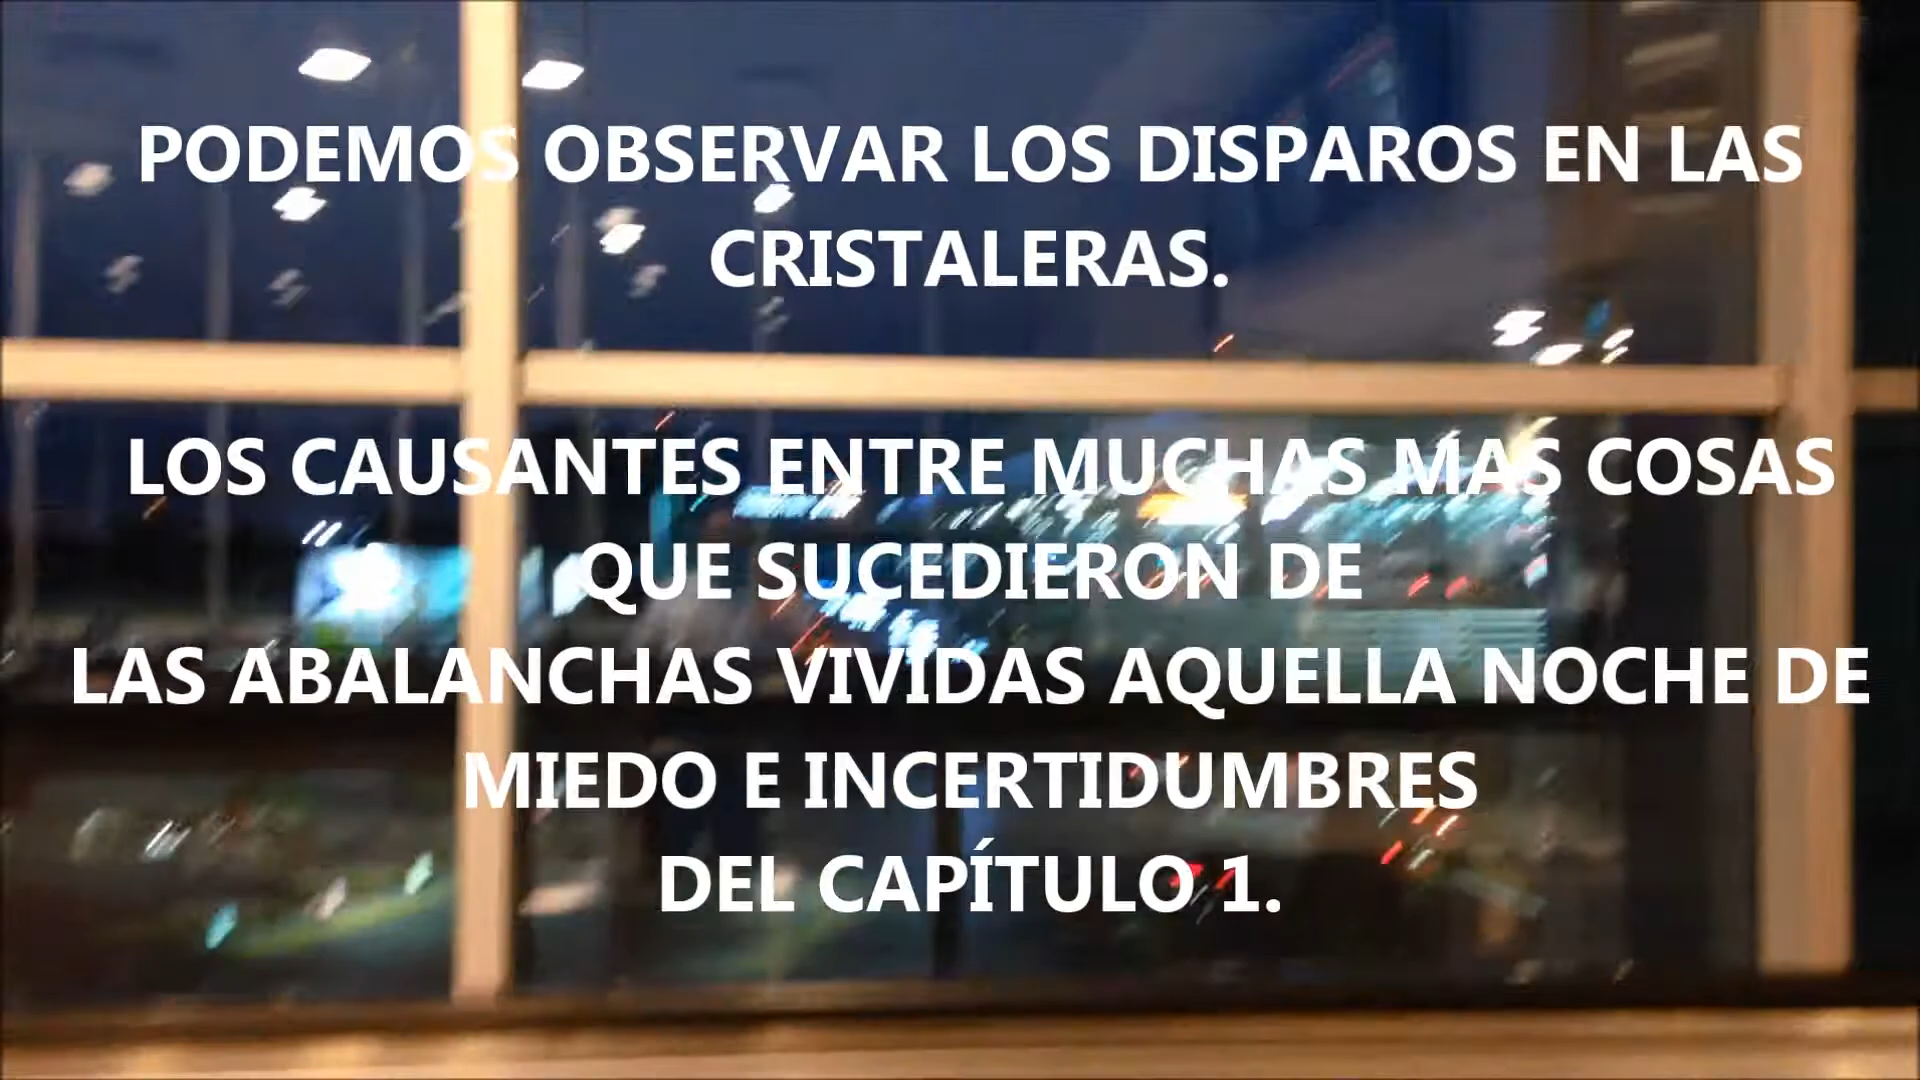 PODEMOS OBSERVAR LOS DISPAROS EN LAS
CRISTALERAS.
LOS CAUSANTES ENTRE MUCHAS MAS COSAS
QUE SUCEDIERON DE
LAS ABALANCHAS VIVIDAS AQUELLA NOCHE DE
MIEDO E INCERTIDUMBRES
DEL CAPÍTULO 1.